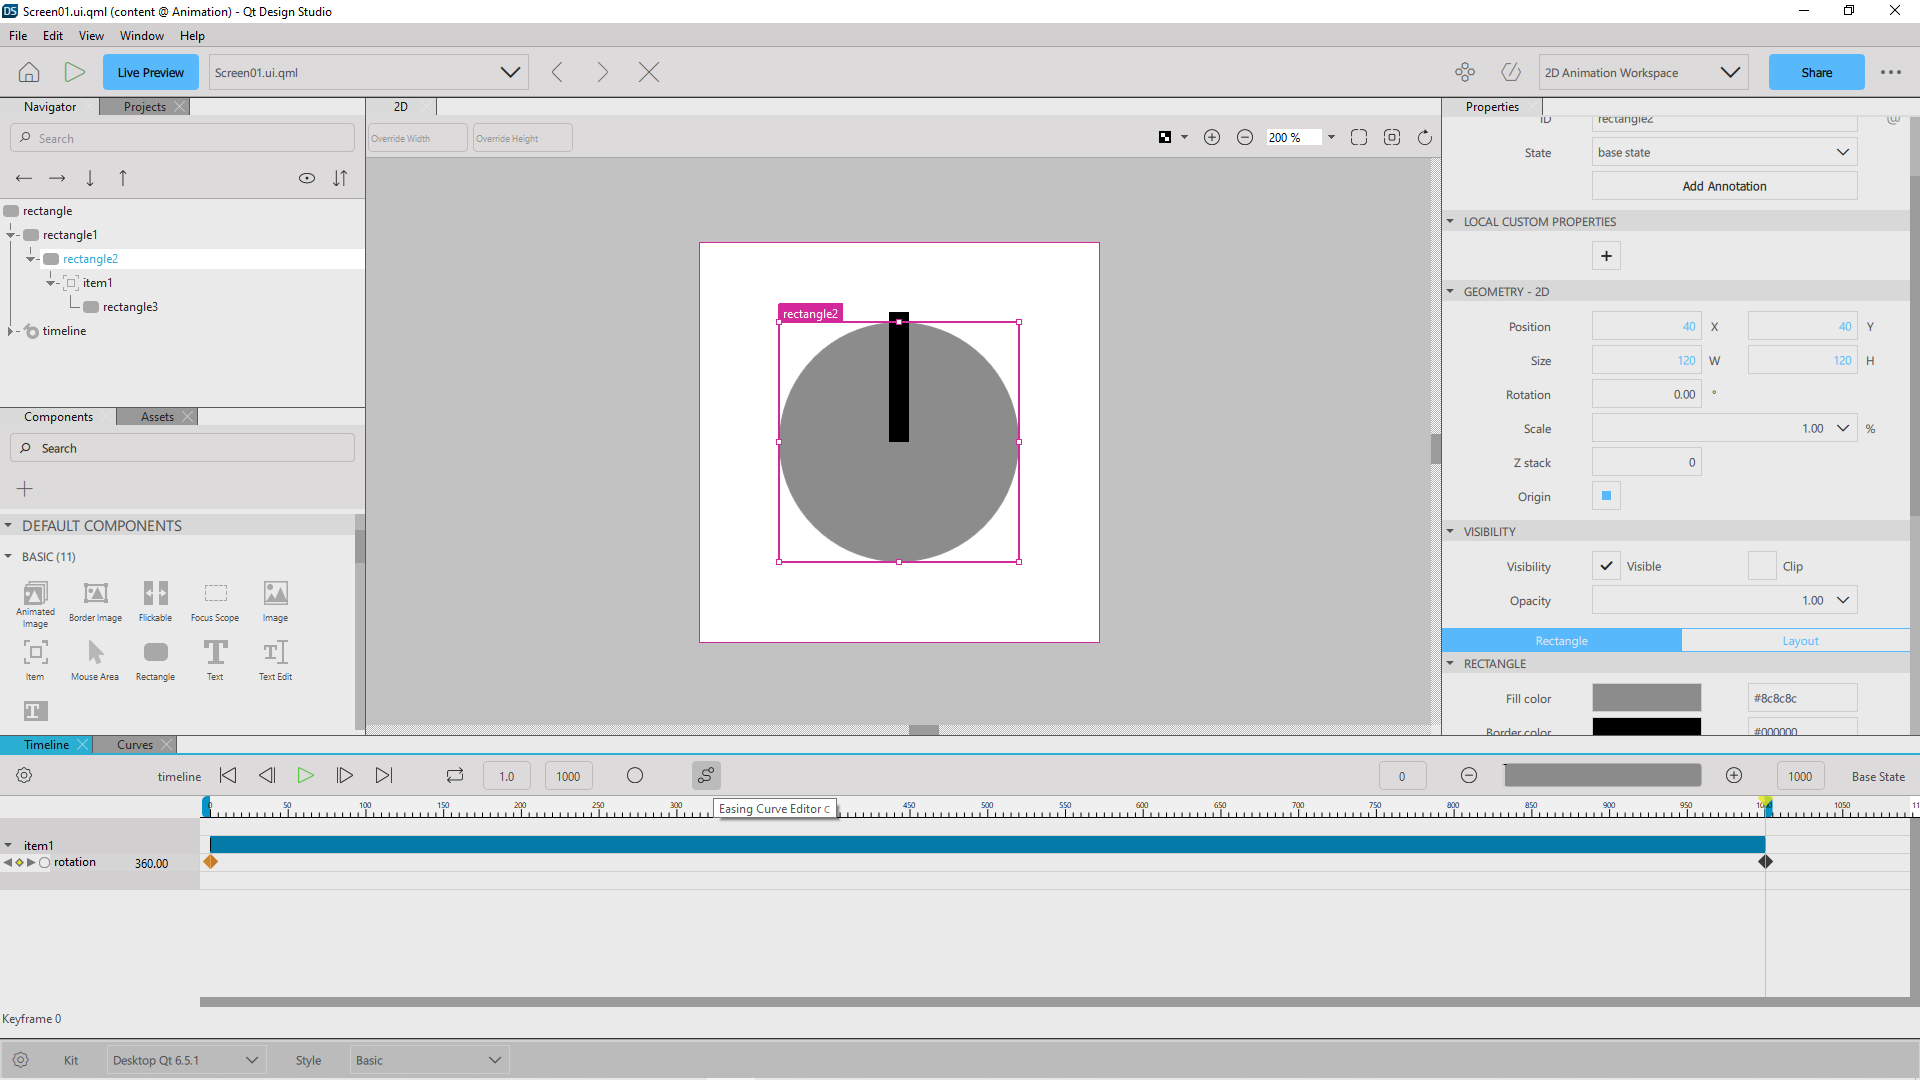 DS Screen01.ui.qml (content @ Animation) - Qt Design Studio
File Edit View Window Help
Live Preview Screen01.ui.qml 2D Animation Workspace Share
Navigator Projects 2D Properties
Search
Override Width Override Height 200 %
rectangle
rectangle1
rectangle2
item1
rectangle3
timeline
rectangle2
ID rectangle2 @
State base state
Add Annotation
LOCAL CUSTOM PROPERTIES
GEOMETRY - 2D
Position 40 X 40 Y
Size 120 W 120 H
Rotation 0.00 °
Scale 1.00 %
Z stack 0
Origin
VISIBILITY
Visibility Visible Clip
Opacity 1.00
Rectangle Layout
RECTANGLE
Fill color #8c8c8c
Border color #000000
Components Assets
Search
DEFAULT COMPONENTS
BASIC (11)
Animated Image
Border Image
Flickable
Focus Scope
Image
Item
Mouse Area
Rectangle
Text
Text Edit
Timeline Curves
timeline 1.0 1000 0 1000 Base State
0 50 100 150 200 250 300 450 500 550 600 650 700 750 800 850 900 950 1000 1050
Easing Curve Editor C
item1
rotation 360.00
Keyframe 0
Kit Desktop Qt 6.5.1 Style Basic